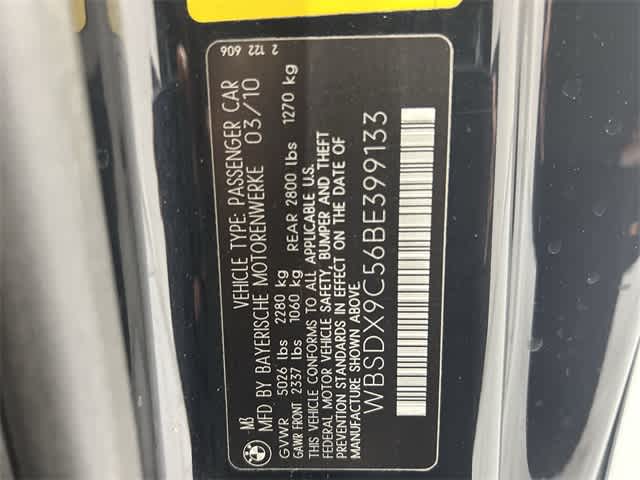 2 122 606
VEHICLE TYPE: PASSENGER CAR
-M3 MFD BY BAYERISCHE MOTORENWERKE 03/10
GVWR 5026 lbs 2280 kg
GAWR FRONT 2337 lbs 1060 kg REAR 2800 lbs 1270 kg
THIS VEHICLE CONFORMS TO ALL APPLICABLE U.S.
FEDERAL MOTOR VEHICLE SAFETY, BUMPER AND THEFT
PREVENTION STANDARDS IN EFFECT ON THE DATE OF
MANUFACTURE SHOWN ABOVE.
WBSDX9C56BE399133